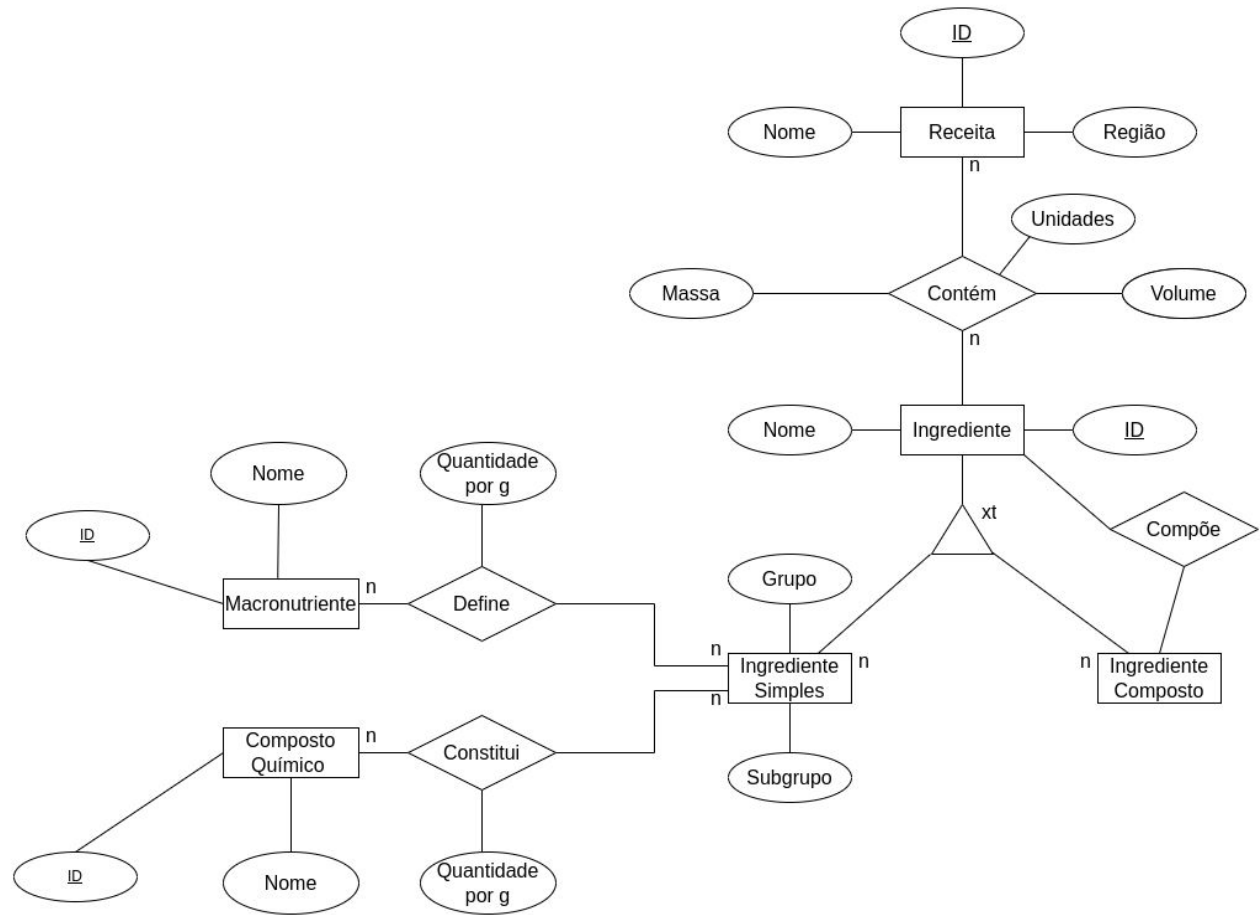 ID
Nome
Receita
Região
n
Unidades
Massa
Contém
Volume
n
Nome
Ingrediente
ID
xt
Compõe
Nome
Quantidade
por g
ID
n
Macronutriente
Define
Grupo
n
Ingrediente
Simples
n
n
n
Ingrediente
Composto
Composto
Químico
n
Constitui
Subgrupo
ID
Nome
Quantidade
por g